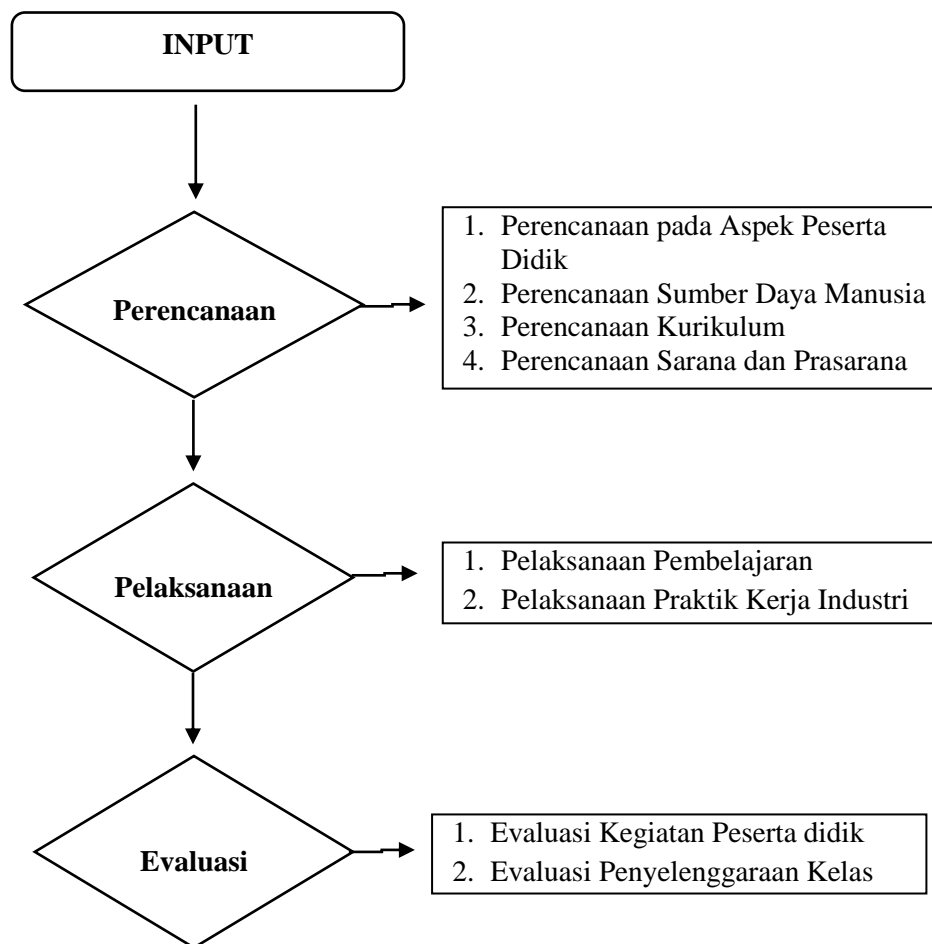 INPUT
Perencanaan
1. Perencanaan pada Aspek Peserta
Didik
2. Perencanaan Sumber Daya Manusia
3. Perencanaan Kurikulum
4. Perencanaan Sarana dan Prasarana
Pelaksanaan
1. Pelaksanaan Pembelajaran
2. Pelaksanaan Praktik Kerja Industri
Evaluasi
1. Evaluasi Kegiatan Peserta didik
2. Evaluasi Penyelenggaraan Kelas